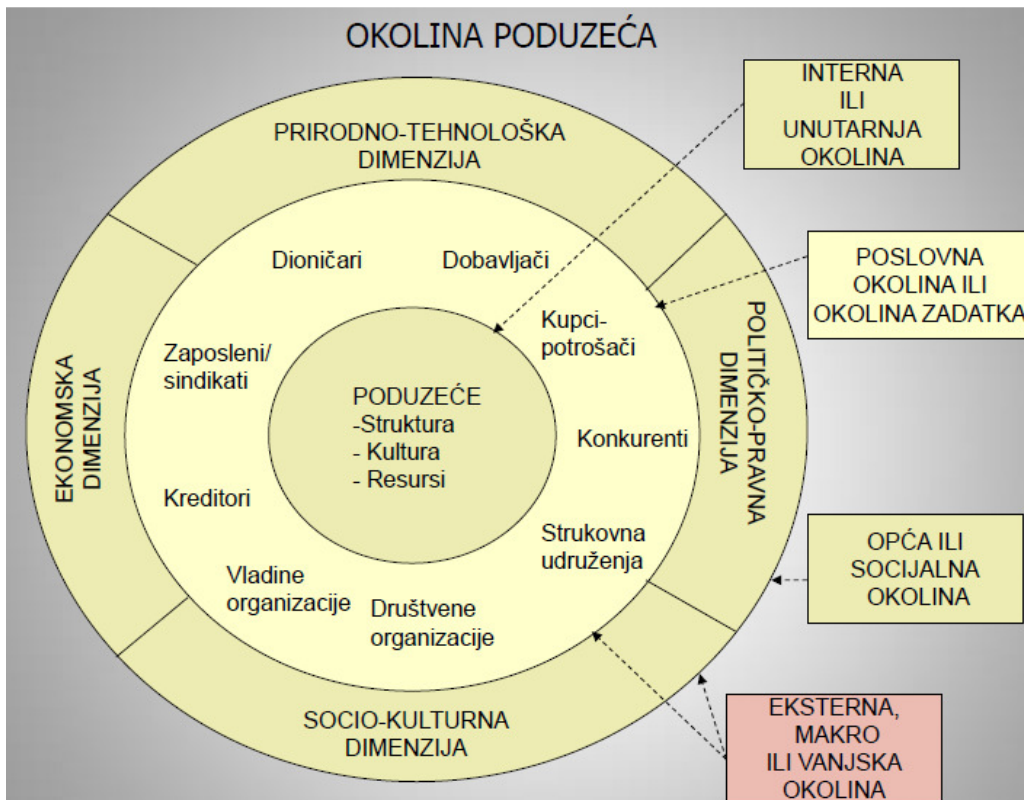 OKOLINA PODUZEĆA
INTERNA
ILI
UNUTARNJA
OKOLINA
PRIRODNO-TEHNOLOŠKA
DIMENZIJA
POSLOVNA
OKOLINA ILI
OKOLINA ZADATKA
Dioničari
Dobavljači
Kupci-
potrošači
Zaposleni/
sindikati
PODUZEĆE
-Struktura
- Kultura
- Resursi
Konkurenti
EKONOMSKA
DIMENZIJA
POLITIČKO-PRAVNA
DIMENZIJA
Kreditori
Strukovna
udruženja
Vladine
organizacije
Društvene
organizacije
OPĆA ILI
SOCIJALNA
OKOLINA
SOCIO-KULTURNA
DIMENZIJA
EKSTERNA,
MAKRO
ILI VANJSKA
OKOLINA